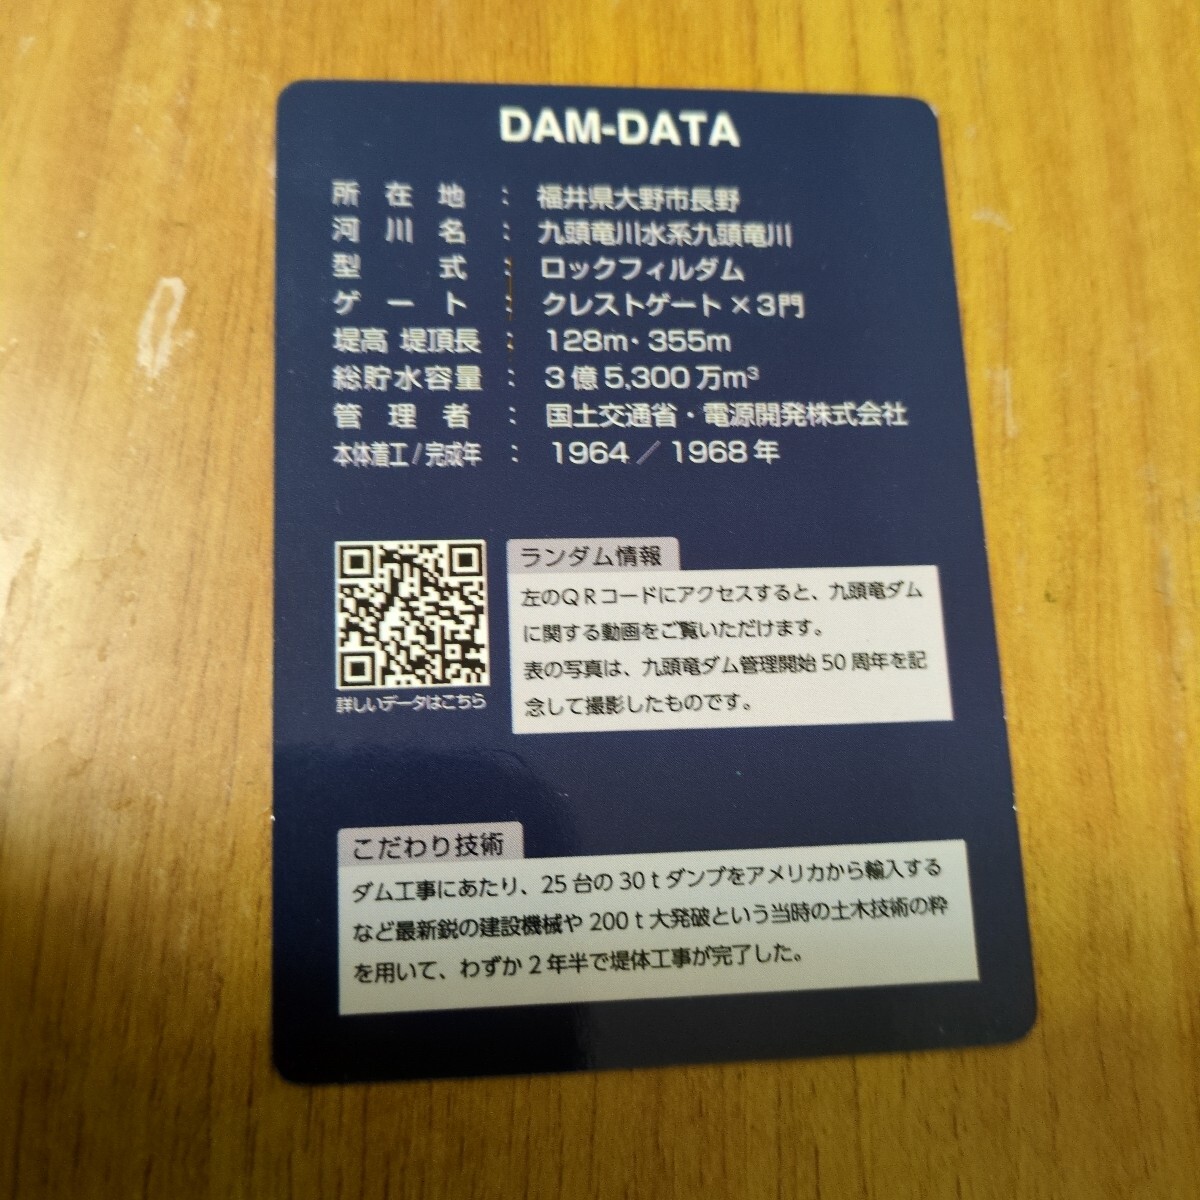 DAM-DATA
所在地：福井県大野市長野
河川名：九頭竜川水系九頭竜川
型式：ロックフィルダム
ゲート：クレストゲート×3門
堤高 堤頂長：128m・355m
総貯水容量：3億5,300万m³
管理者：国土交通省・電源開発株式会社
本体着工/完成年：1964／1968年
ランダム情報
左のQRコードにアクセスすると、九頭竜ダム
に関する動画をご覧いただけます。
表の写真は、九頭竜ダム管理開始50周年を記
念して撮影したものです。
詳しいデータはこちら
こだわり技術
ダム工事にあたり、25台の30tダンプをアメリカから輸入する
など最新鋭の建設機械や200t大発破という当時の土木技術の粋
を用いて、わずか2年半で堤体工事が完了した。